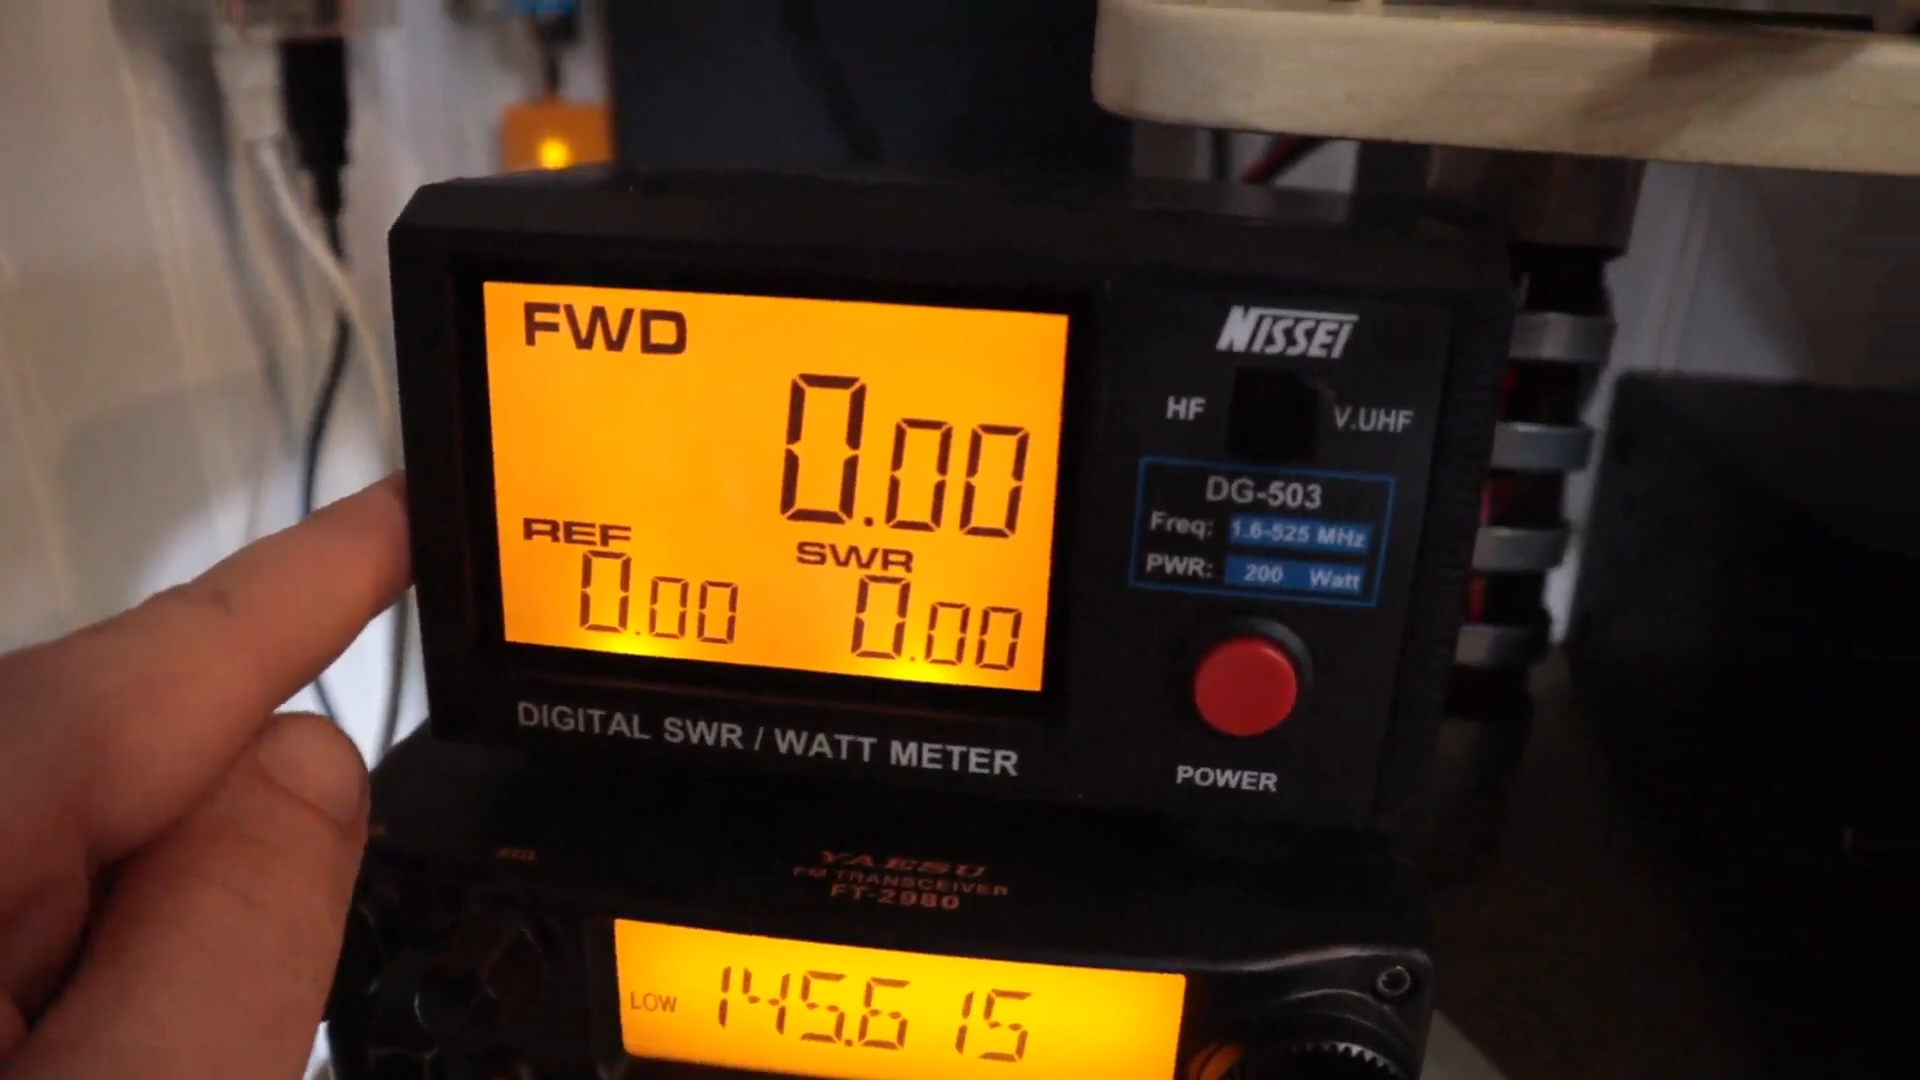 FWD
0.00
REF
0.00
SWR
0.00
DIGITAL SWR / WATT METER
NISSEI
HF
V.UHF
DG-503
Freq: 1.6-525 MHz
PWR: 200 Watt
POWER
SQL
YAESU
FM TRANSCEIVER
FT-2980
LOW
145.615